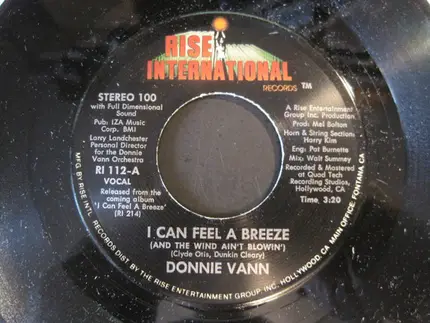 RISE
INTERNATIONAL
RECORDS ™
STEREO 100
with Full Dimensional
Sound
Pub: IZA Music
Corp. BMI
Larry Landchester
Personal Director
for the Donnie
Vann Orchestra
RI 112-A
VOCAL
Released from the
coming album
'I Can Feel A Breeze'
(RI 214)
A Rise Entertainment
Group Inc. Production
Prod: Mel Bolton
Horn & String Section:
Harry Kim
Eng: Pat Burnette
Mix: Walt Sumney
Recorded & Mastered
at Quad Tech
Recording Studios,
Hollywood, CA
Time 3:20
I CAN FEEL A BREEZE
(AND THE WIND AIN'T BLOWIN')
(Clyde Otis, Dunkin Cleary)
DONNIE VANN
MFG BY RISE INTL. RECORDS DIST. BY THE RISE ENTERTAINMENT GROUP INC. HOLLYWOOD, CA MAIN OFFICE, FONTANA, CA.